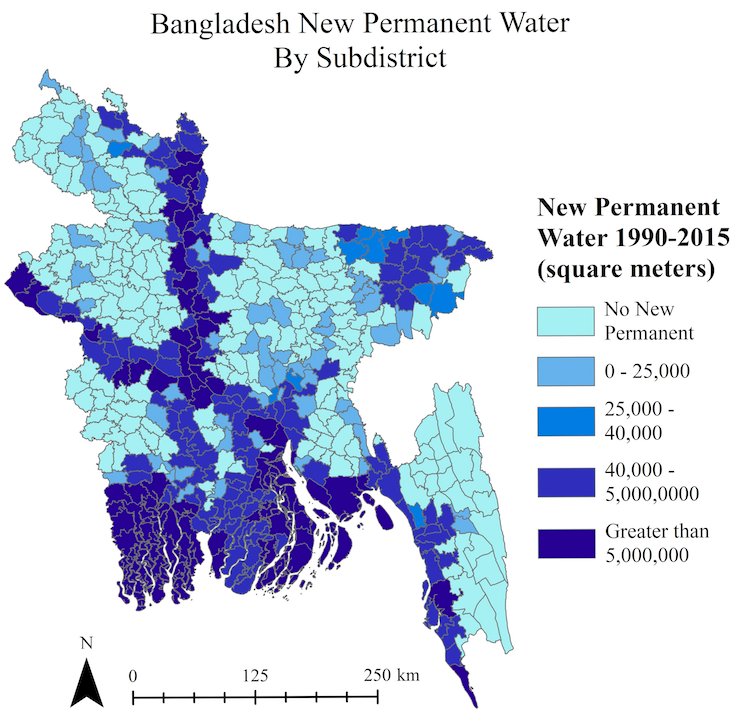 Bangladesh New Permanent Water
By Subdistrict
New Permanent
Water 1990-2015
(square meters)
No New
Permanent
0 - 25,000
25,000 -
40,000
40,000 -
5,000,0000
Greater than
5,000,000
N
0 125 250 km